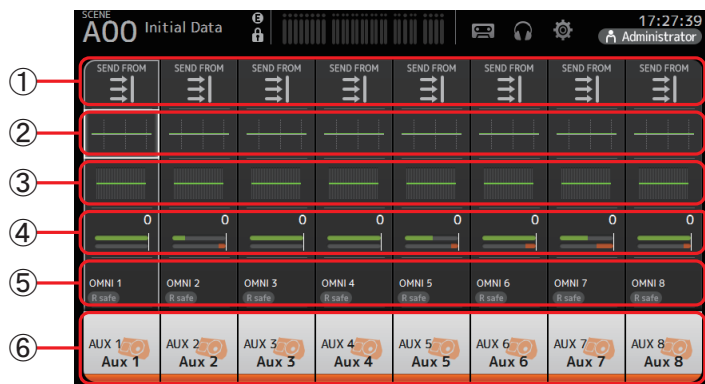 SCENE
A00 Initial Data
E
17:27:39
Administrator
① SEND FROM SEND FROM SEND FROM SEND FROM SEND FROM SEND FROM SEND FROM SEND FROM
②
③
④ 0 0 0 0 0 0 0 0
⑤ OMNI 1 OMNI 2 OMNI 3 OMNI 4 OMNI 5 OMNI 6 OMNI 7 OMNI 8
R safe R safe R safe R safe R safe R safe R safe R safe
⑥ AUX 1 AUX 2 AUX 3 AUX 4 AUX 5 AUX 6 AUX 7 AUX 8
Aux 1 Aux 2 Aux 3 Aux 4 Aux 5 Aux 6 Aux 7 Aux 8